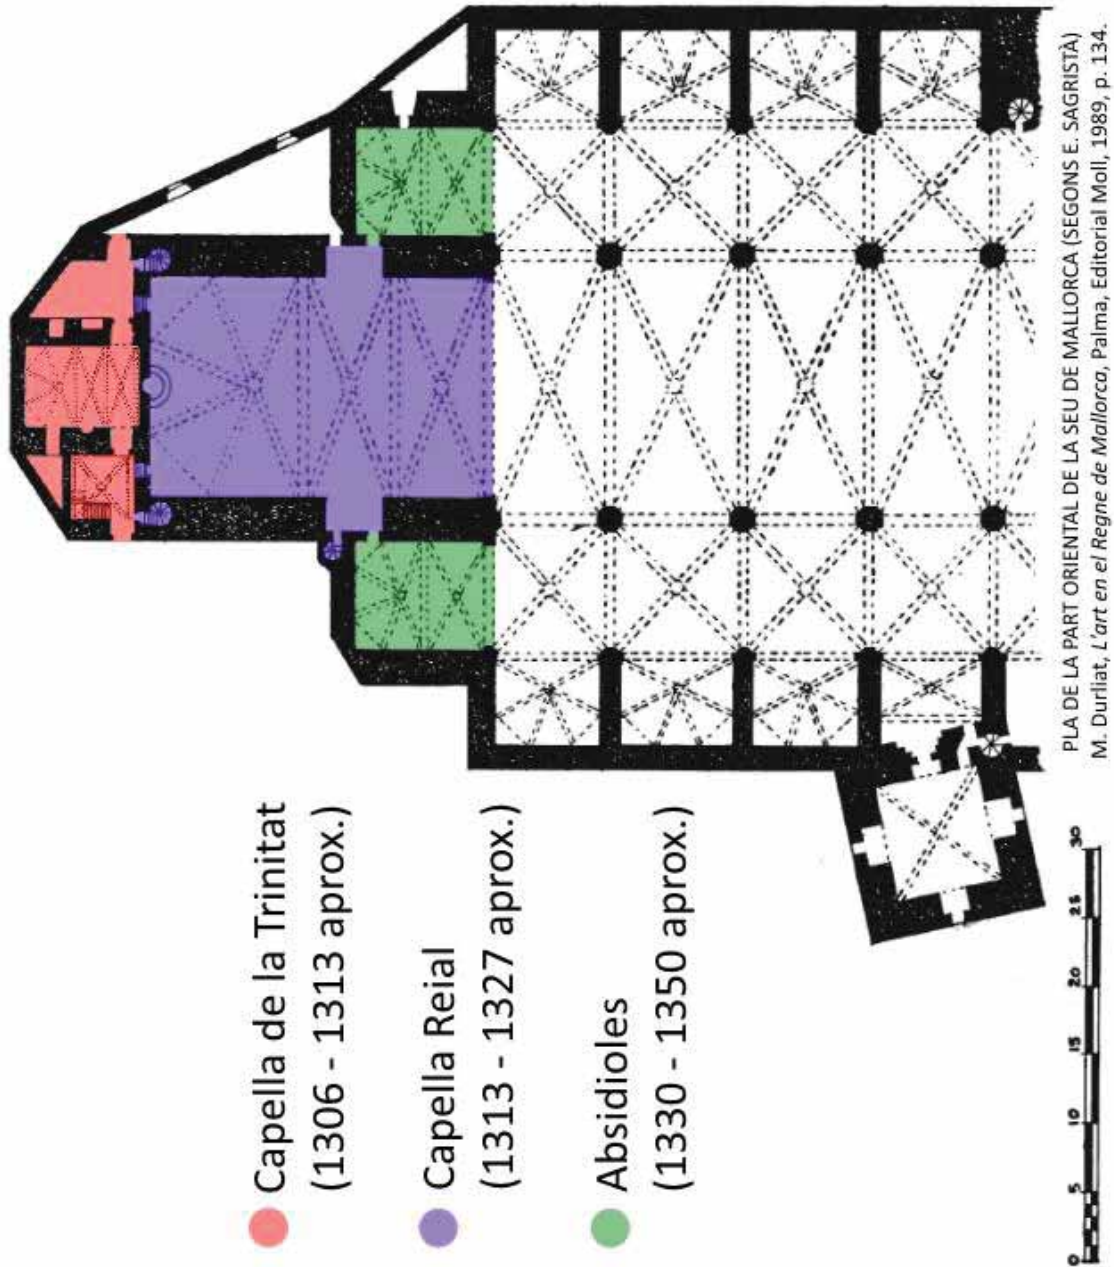 Capella de la Trinitat
(1306 - 1313 aprox.)
Capella Reial
(1313 - 1327 aprox.)
Absidioles
(1330 - 1350 aprox.)
0 5 10 15 20 25 30
PLA DE LA PART ORIENTAL DE LA SEU DE MALLORCA (SEGONS E. SAGRISTÀ)
M. Durliat, L'art en el Regne de Mallorca, Palma, Editorial Moll, 1989, p. 134.